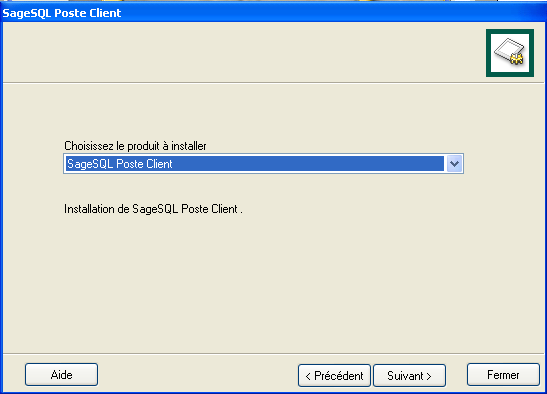 SageSQL Poste Client
Choisissez le produit à installer
SageSQL Poste Client
Installation de SageSQL Poste Client .
Aide
< Précédent
Suivant >
Fermer